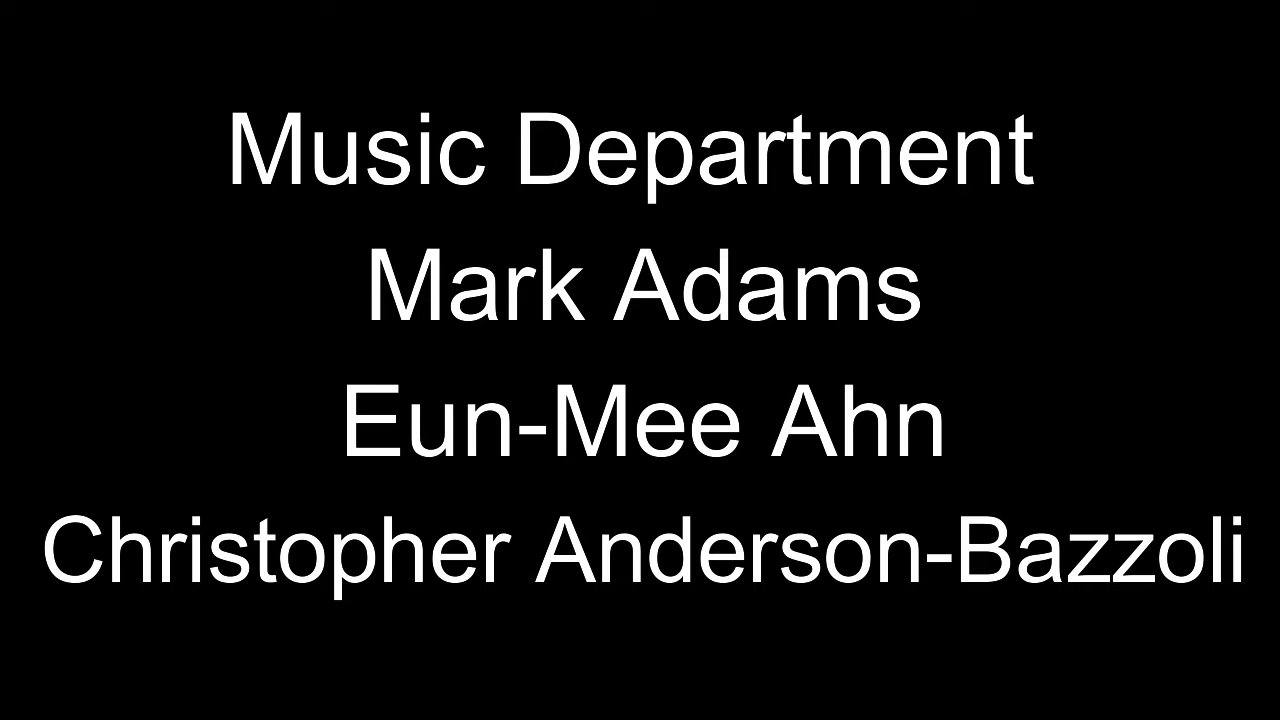 Music Department
Mark Adams
Eun-Mee Ahn
Christopher Anderson-Bazzoli